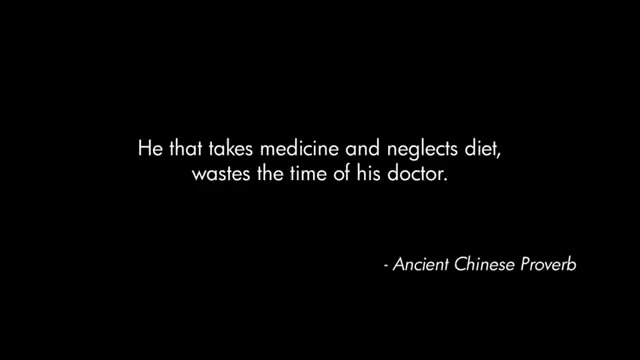 He that takes medicine and neglects diet,
wastes the time of his doctor.
- Ancient Chinese Proverb